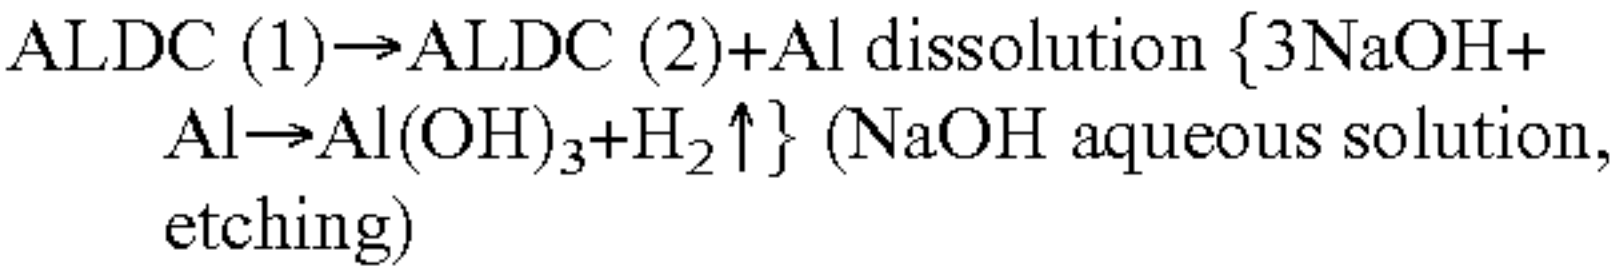 ALDC (1)→ALDC (2)+Al dissolution {3NaOH+
Al→Al(OH)₃+H₂↑} (NaOH aqueous solution,
etching)